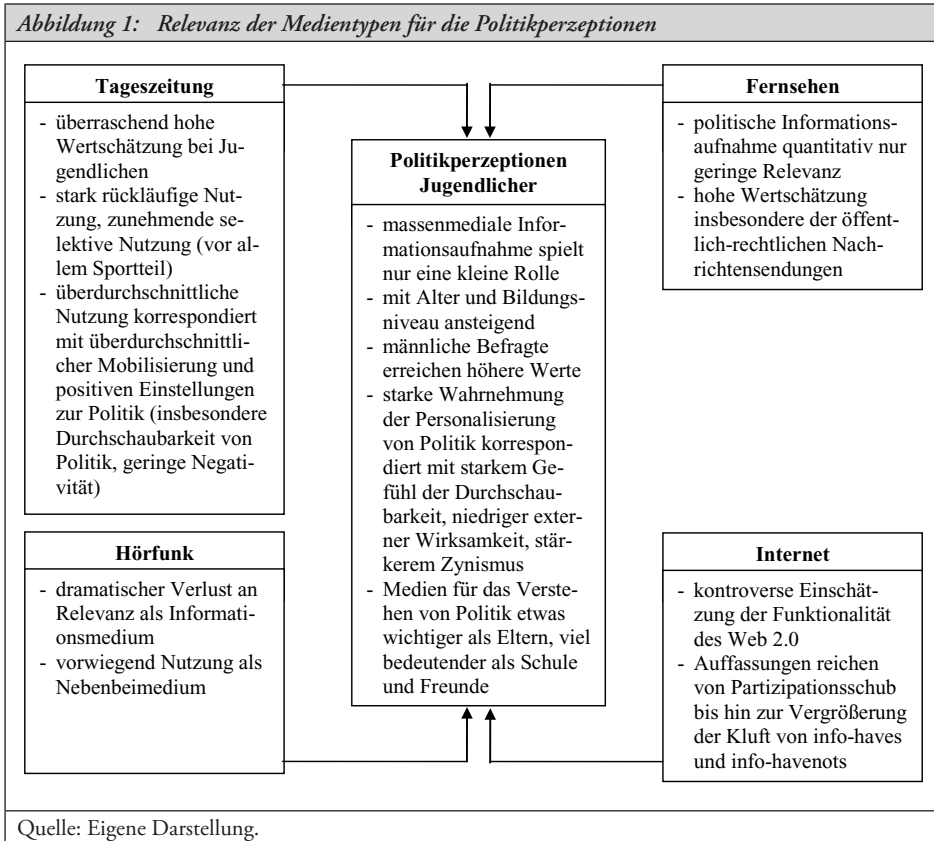 Abbildung 1: Relevanz der Medientypen für die Politikperzeptionen
Tageszeitung
- überraschend hohe
Wertschätzung bei Ju-
gendlichen
- stark rückläufige Nut-
zung, zunehmende se-
lektive Nutzung (vor al-
lem Sportteil)
- überdurchschnittliche
Nutzung korrespondiert
mit überdurchschnittli-
cher Mobilisierung und
positiven Einstellungen
zur Politik (insbesondere
Durchschaubarkeit von
Politik, geringe Negati-
vität)
Hörfunk
- dramatischer Verlust an
Relevanz als Informati-
onsmedium
- vorwiegend Nutzung als
Nebenbeimedium
Politikperzeptionen
Jugendlicher
- massenmediale Infor-
mationsaufnahme spielt
nur eine kleine Rolle
- mit Alter und Bildungs-
niveau ansteigend
- männliche Befragte
erreichen höhere Werte
- starke Wahrnehmung
der Personalisierung
von Politik korrespon-
diert mit starkem Ge-
fühl der Durchschau-
barkeit, niedriger exter-
ner Wirksamkeit, stär-
kerem Zynismus
- Medien für das Verste-
hen von Politik etwas
wichtiger als Eltern, viel
bedeutender als Schule
und Freunde
Fernsehen
- politische Informations-
aufnahme quantitativ nur
geringe Relevanz
- hohe Wertschätzung
insbesondere der öffent-
lich-rechtlichen Nach-
richtensendungen
Internet
- kontroverse Einschät-
zung der Funktionalität
des Web 2.0
- Auffassungen reichen
von Partizipationsschub
bis hin zur Vergrößerung
der Kluft von info-haves
und info-havenots
Quelle: Eigene Darstellung.